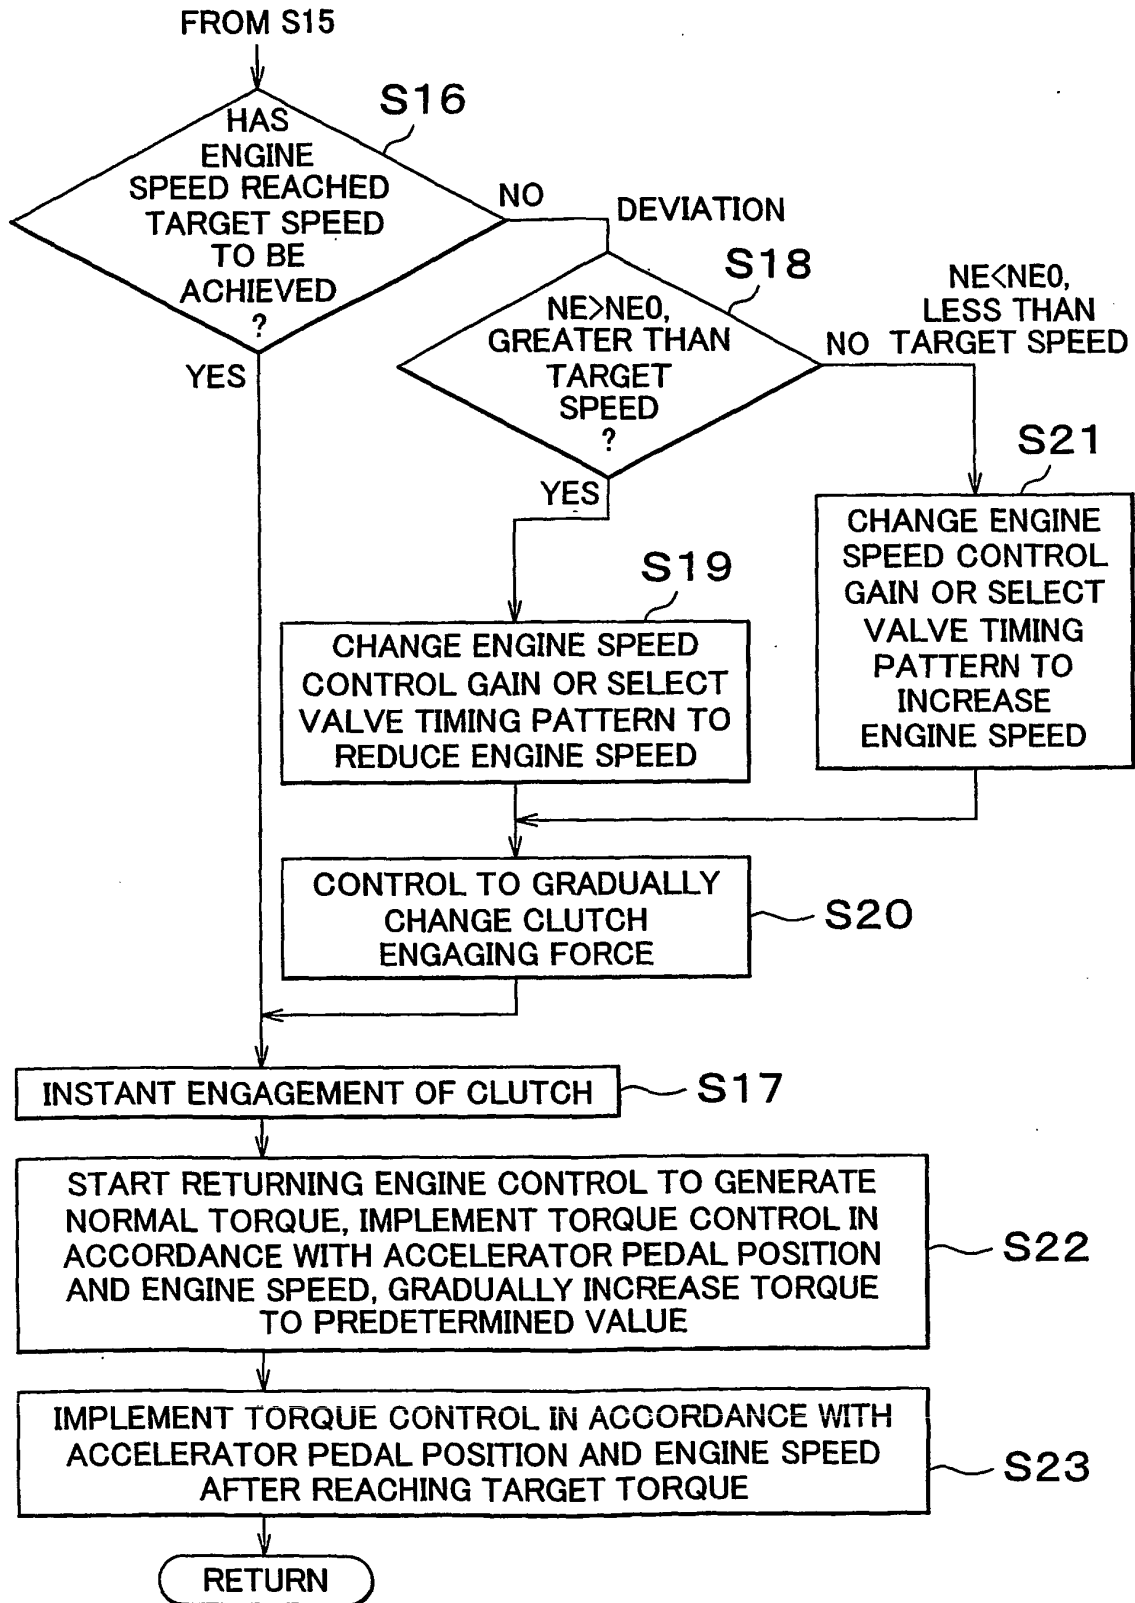 FROM S15
S16
HAS
ENGINE
SPEED REACHED
TARGET SPEED
TO BE
ACHIEVED
?
NO
DEVIATION
YES
S18
NE>NE0,
GREATER THAN
TARGET
SPEED
?
NO
NE<NE0,
LESS THAN
TARGET SPEED
YES
S21
CHANGE ENGINE
SPEED CONTROL
GAIN OR SELECT
VALVE TIMING
PATTERN TO
INCREASE
ENGINE SPEED
S19
CHANGE ENGINE SPEED
CONTROL GAIN OR SELECT
VALVE TIMING PATTERN TO
REDUCE ENGINE SPEED
CONTROL TO GRADUALLY
CHANGE CLUTCH
ENGAGING FORCE
S20
INSTANT ENGAGEMENT OF CLUTCH
S17
START RETURNING ENGINE CONTROL TO GENERATE
NORMAL TORQUE, IMPLEMENT TORQUE CONTROL IN
ACCORDANCE WITH ACCELERATOR PEDAL POSITION
AND ENGINE SPEED, GRADUALLY INCREASE TORQUE
TO PREDETERMINED VALUE
S22
IMPLEMENT TORQUE CONTROL IN ACCORDANCE WITH
ACCELERATOR PEDAL POSITION AND ENGINE SPEED
AFTER REACHING TARGET TORQUE
S23
RETURN